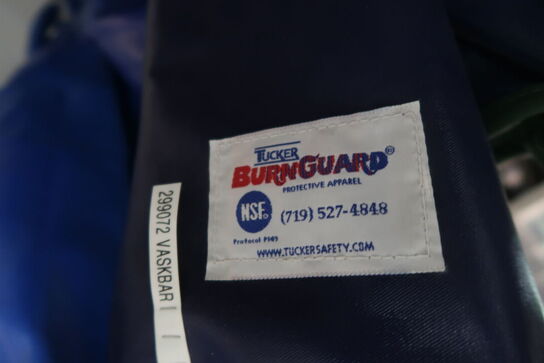 TUCKER
BURNGUARD®
PROTECTIVE APPAREL
NSF®
(719) 527-4848
Protocol P149
WWW.TUCKERSAFETY.COM
299072 VASKBAR